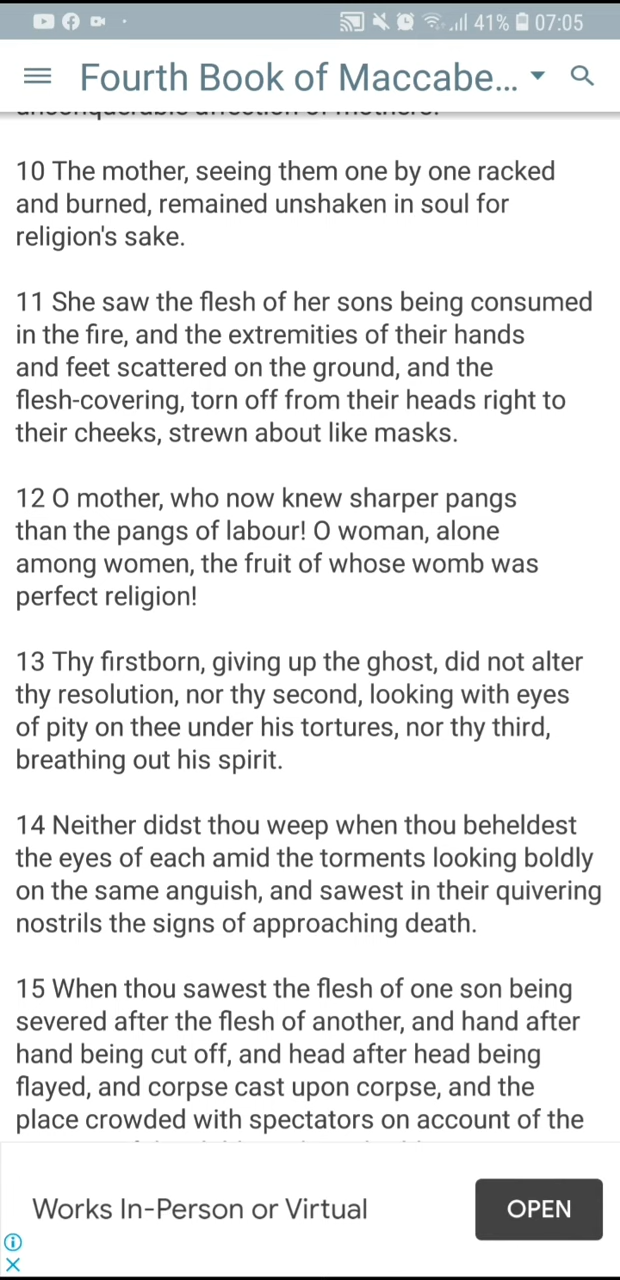 41% 07:05
Fourth Book of Maccabe...
10 The mother, seeing them one by one racked
and burned, remained unshaken in soul for
religion's sake.
11 She saw the flesh of her sons being consumed
in the fire, and the extremities of their hands
and feet scattered on the ground, and the
flesh-covering, torn off from their heads right to
their cheeks, strewn about like masks.
12 O mother, who now knew sharper pangs
than the pangs of labour! O woman, alone
among women, the fruit of whose womb was
perfect religion!
13 Thy firstborn, giving up the ghost, did not alter
thy resolution, nor thy second, looking with eyes
of pity on thee under his tortures, nor thy third,
breathing out his spirit.
14 Neither didst thou weep when thou beheldest
the eyes of each amid the torments looking boldly
on the same anguish, and sawest in their quivering
nostrils the signs of approaching death.
15 When thou sawest the flesh of one son being
severed after the flesh of another, and hand after
hand being cut off, and head after head being
flayed, and corpse cast upon corpse, and the
place crowded with spectators on account of the
Works In-Person or Virtual
OPEN